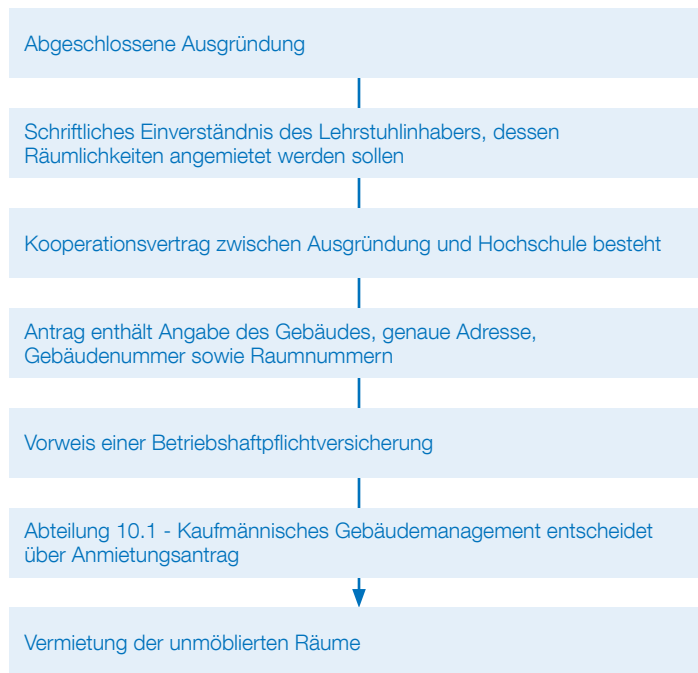 Abgeschlossene Ausgründung
Schriftliches Einverständnis des Lehrstuhlinhabers, dessen
Räumlichkeiten angemietet werden sollen
Kooperationsvertrag zwischen Ausgründung und Hochschule besteht
Antrag enthält Angabe des Gebäudes, genaue Adresse,
Gebäudenummer sowie Raumnummern
Vorweis einer Betriebshaftpflichtversicherung
Abteilung 10.1 - Kaufmännisches Gebäudemanagement entscheidet
über Anmietungsantrag
Vermietung der unmöblierten Räume